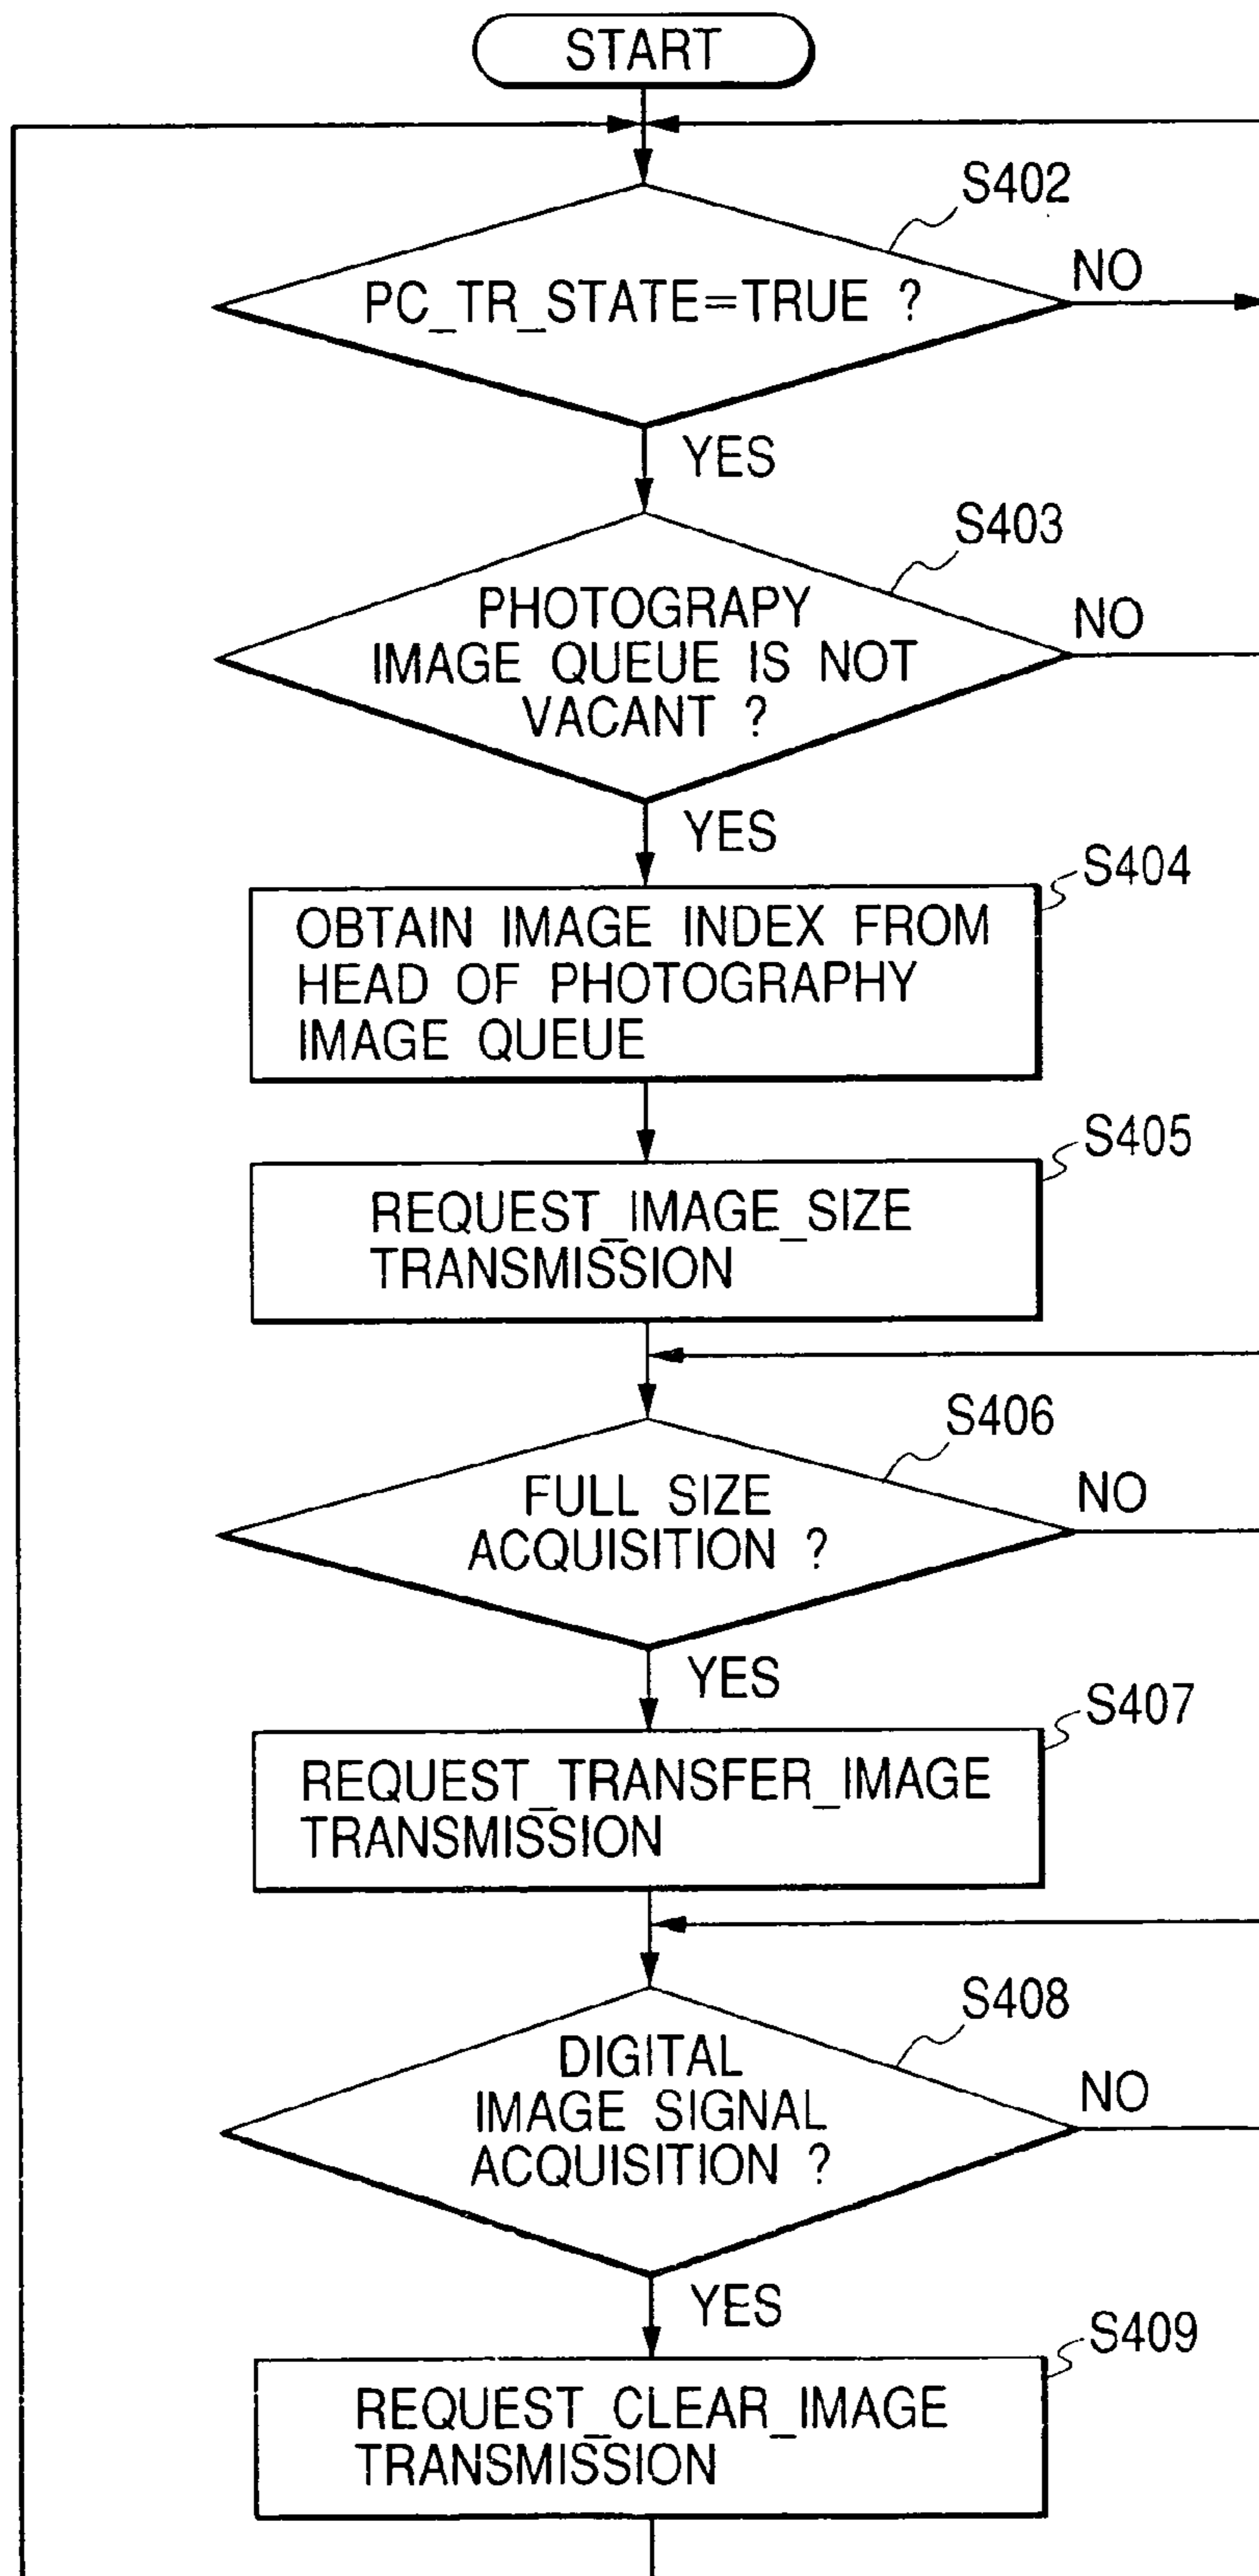 START
S402
PC_TR_STATE=TRUE ?
NO
YES
S403
PHOTOGRAPY
IMAGE QUEUE IS NOT
VACANT ?
NO
YES
S404
OBTAIN IMAGE INDEX FROM
HEAD OF PHOTOGRAPHY
IMAGE QUEUE
S405
REQUEST_IMAGE_SIZE
TRANSMISSION
S406
FULL SIZE
ACQUISITION ?
NO
YES
S407
REQUEST_TRANSFER_IMAGE
TRANSMISSION
S408
DIGITAL
IMAGE SIGNAL
ACQUISITION ?
NO
YES
S409
REQUEST_CLEAR_IMAGE
TRANSMISSION